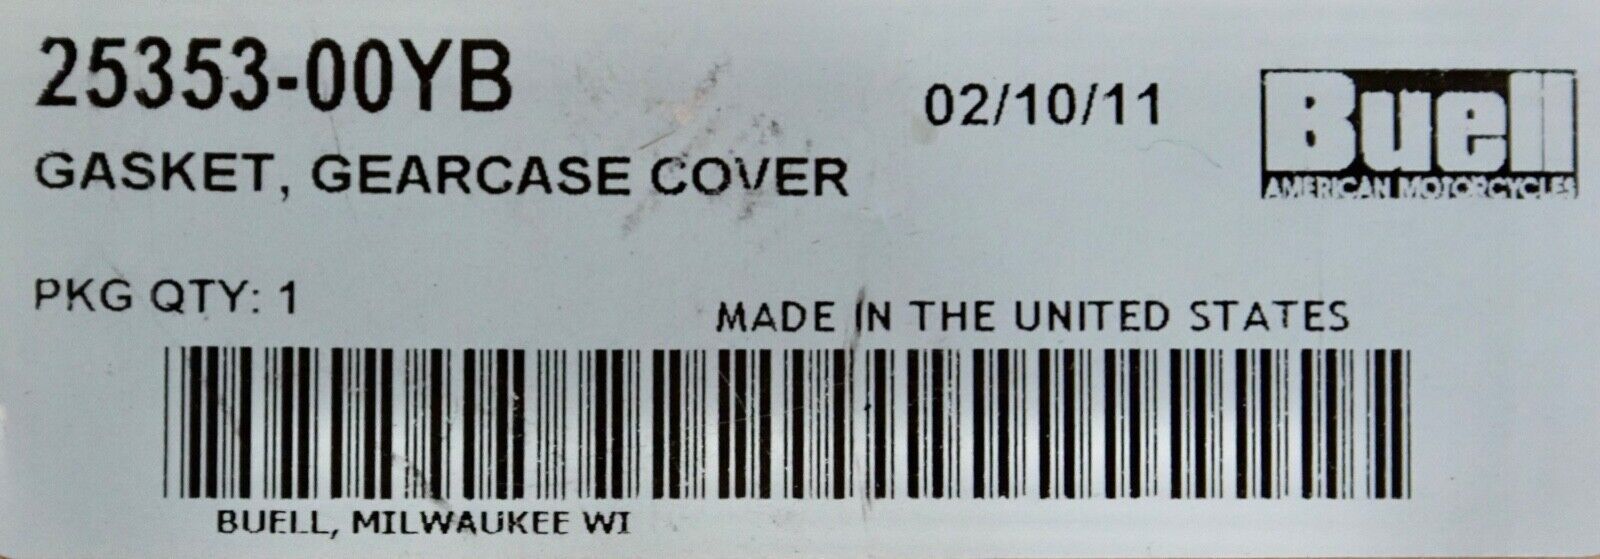 25353-00YB
02/10/11
Buell
AMERICAN MOTORCYCLES
GASKET, GEARCASE COVER
PKG QTY: 1
MADE IN THE UNITED STATES
BUELL, MILWAUKEE WI